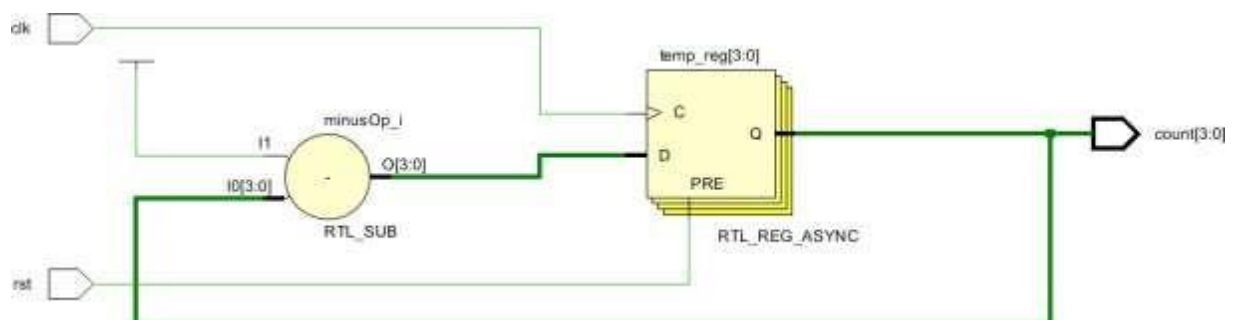 clk
temp_reg[3:0]
minusOp_i
C
I1
Q
count[3:0]
O[3:0]
D
-
I0[3:0]
PRE
RTL_SUB
RTL_REG_ASYNC
rst